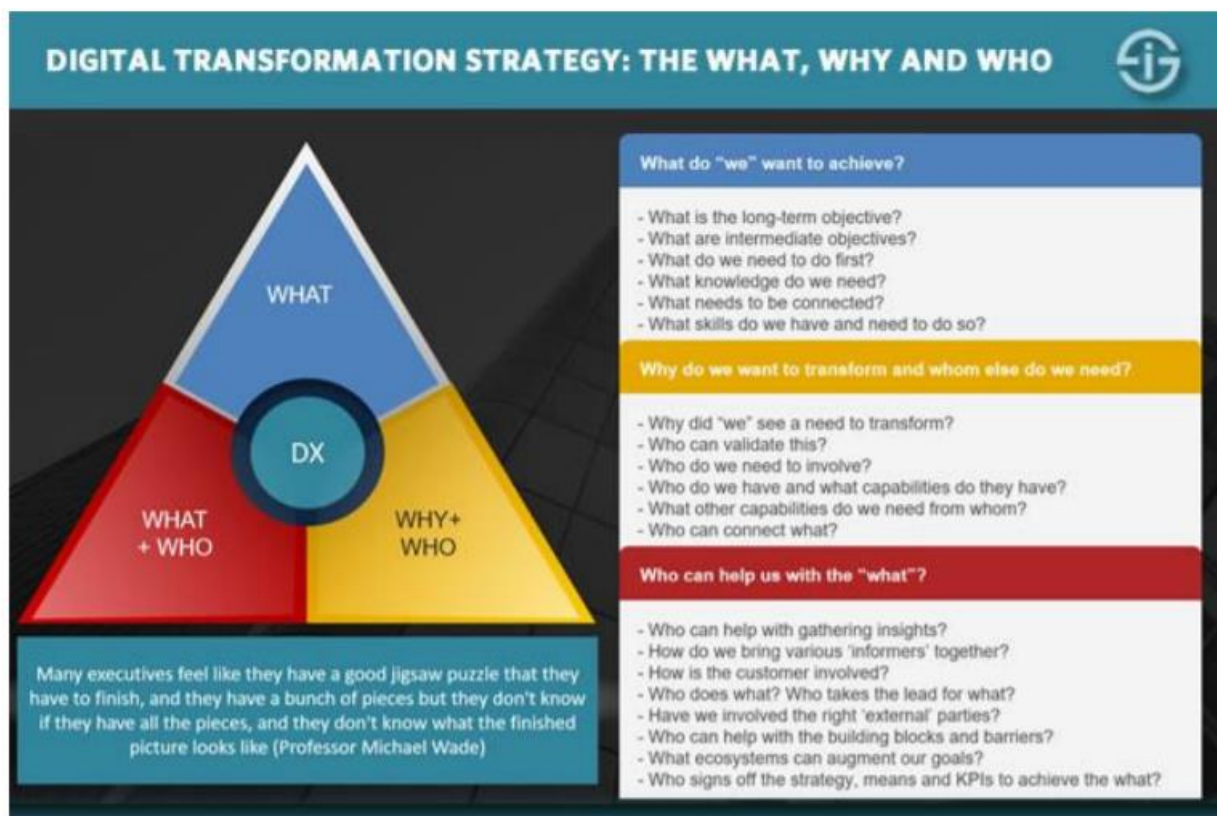 DIGITAL TRANSFORMATION STRATEGY: THE WHAT, WHY AND WHO
WHAT
DX
WHAT
+ WHO
WHY+
WHO
Many executives feel like they have a good jigsaw puzzle that they
have to finish, and they have a bunch of pieces but they don't know
if they have all the pieces, and they don't know what the finished
picture looks like (Professor Michael Wade)
What do "we" want to achieve?
- What is the long-term objective?
- What are intermediate objectives?
- What do we need to do first?
- What knowledge do we need?
- What needs to be connected?
- What skills do we have and need to do so?
Why do we want to transform and whom else do we need?
- Why did "we" see a need to transform?
- Who can validate this?
- Who do we need to involve?
- Who do we have and what capabilities do they have?
- What other capabilities do we need from whom?
- Who can connect what?
Who can help us with the "what"?
- Who can help with gathering insights?
- How do we bring various 'informers' together?
- How is the customer involved?
- Who does what? Who takes the lead for what?
- Have we involved the right 'external' parties?
- Who can help with the building blocks and barriers?
- What ecosystems can augment our goals?
- Who signs off the strategy, means and KPIs to achieve the what?